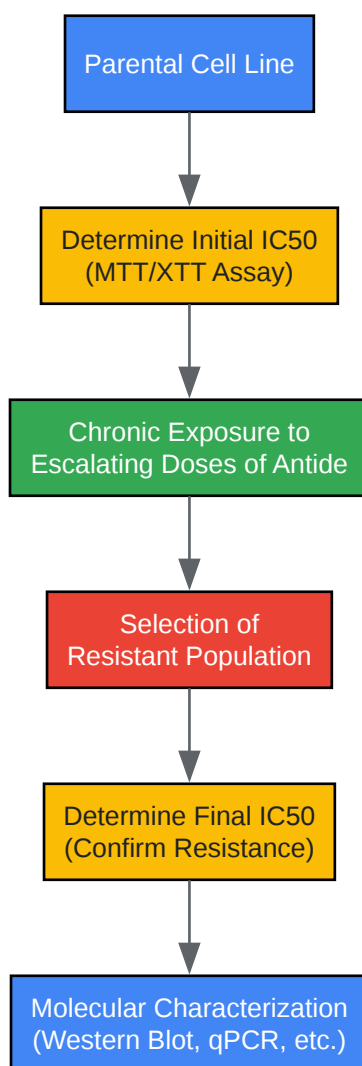 Parental Cell Line
Determine Initial IC50
(MTT/XTT Assay)
Chronic Exposure to
Escalating Doses of Antide
Selection of
Resistant Population
Determine Final IC50
(Confirm Resistance)
Molecular Characterization
(Western Blot, qPCR, etc.)